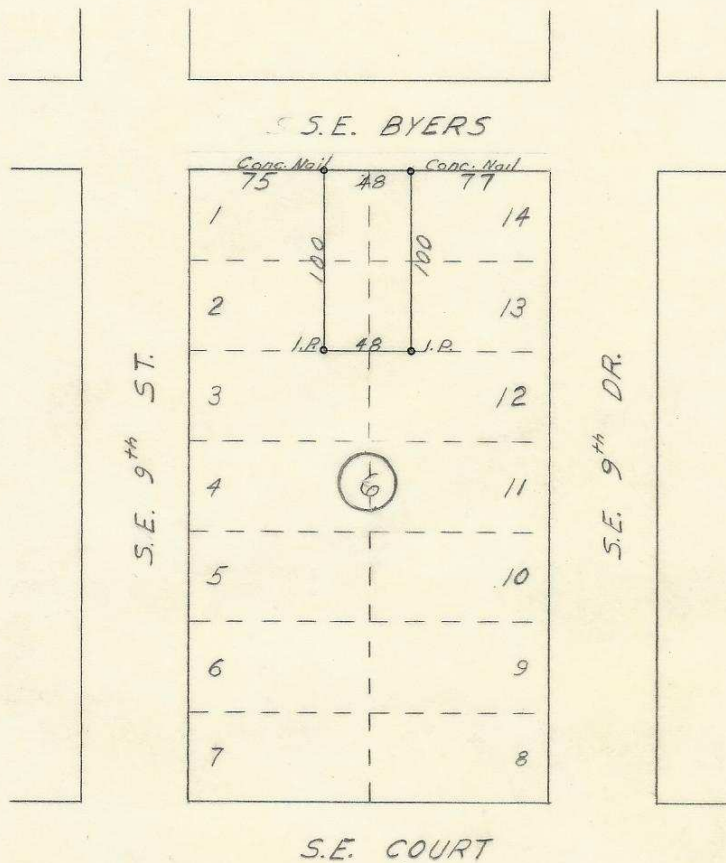 S.E. BYERS
Conc. Nail Conc. Nail
75 48 77
1 14
100 100
2 13
I.P. 48 I.P.
3 12
S.E. 9th ST.
S.E. 9th DR.
4 6 11
5 10
6 9
7 8
S.E. COURT